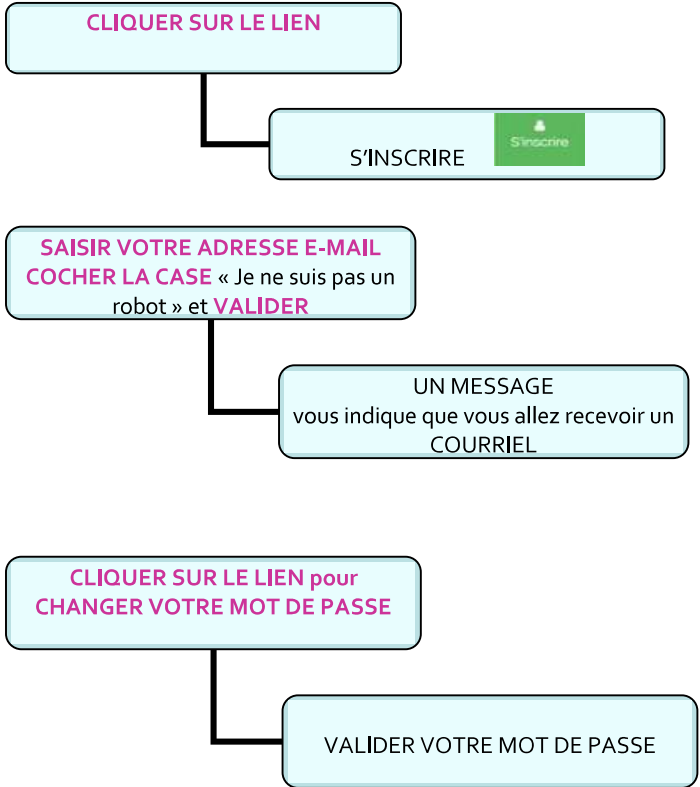 CLIQUER SUR LE LIEN
S'INSCRIRE
S'inscrire
SAISIR VOTRE ADRESSE E-MAIL
COCHER LA CASE « Je ne suis pas un
robot » et VALIDER
UN MESSAGE
vous indique que vous allez recevoir un
COURRIEL
CLIQUER SUR LE LIEN pour
CHANGER VOTRE MOT DE PASSE
VALIDER VOTRE MOT DE PASSE